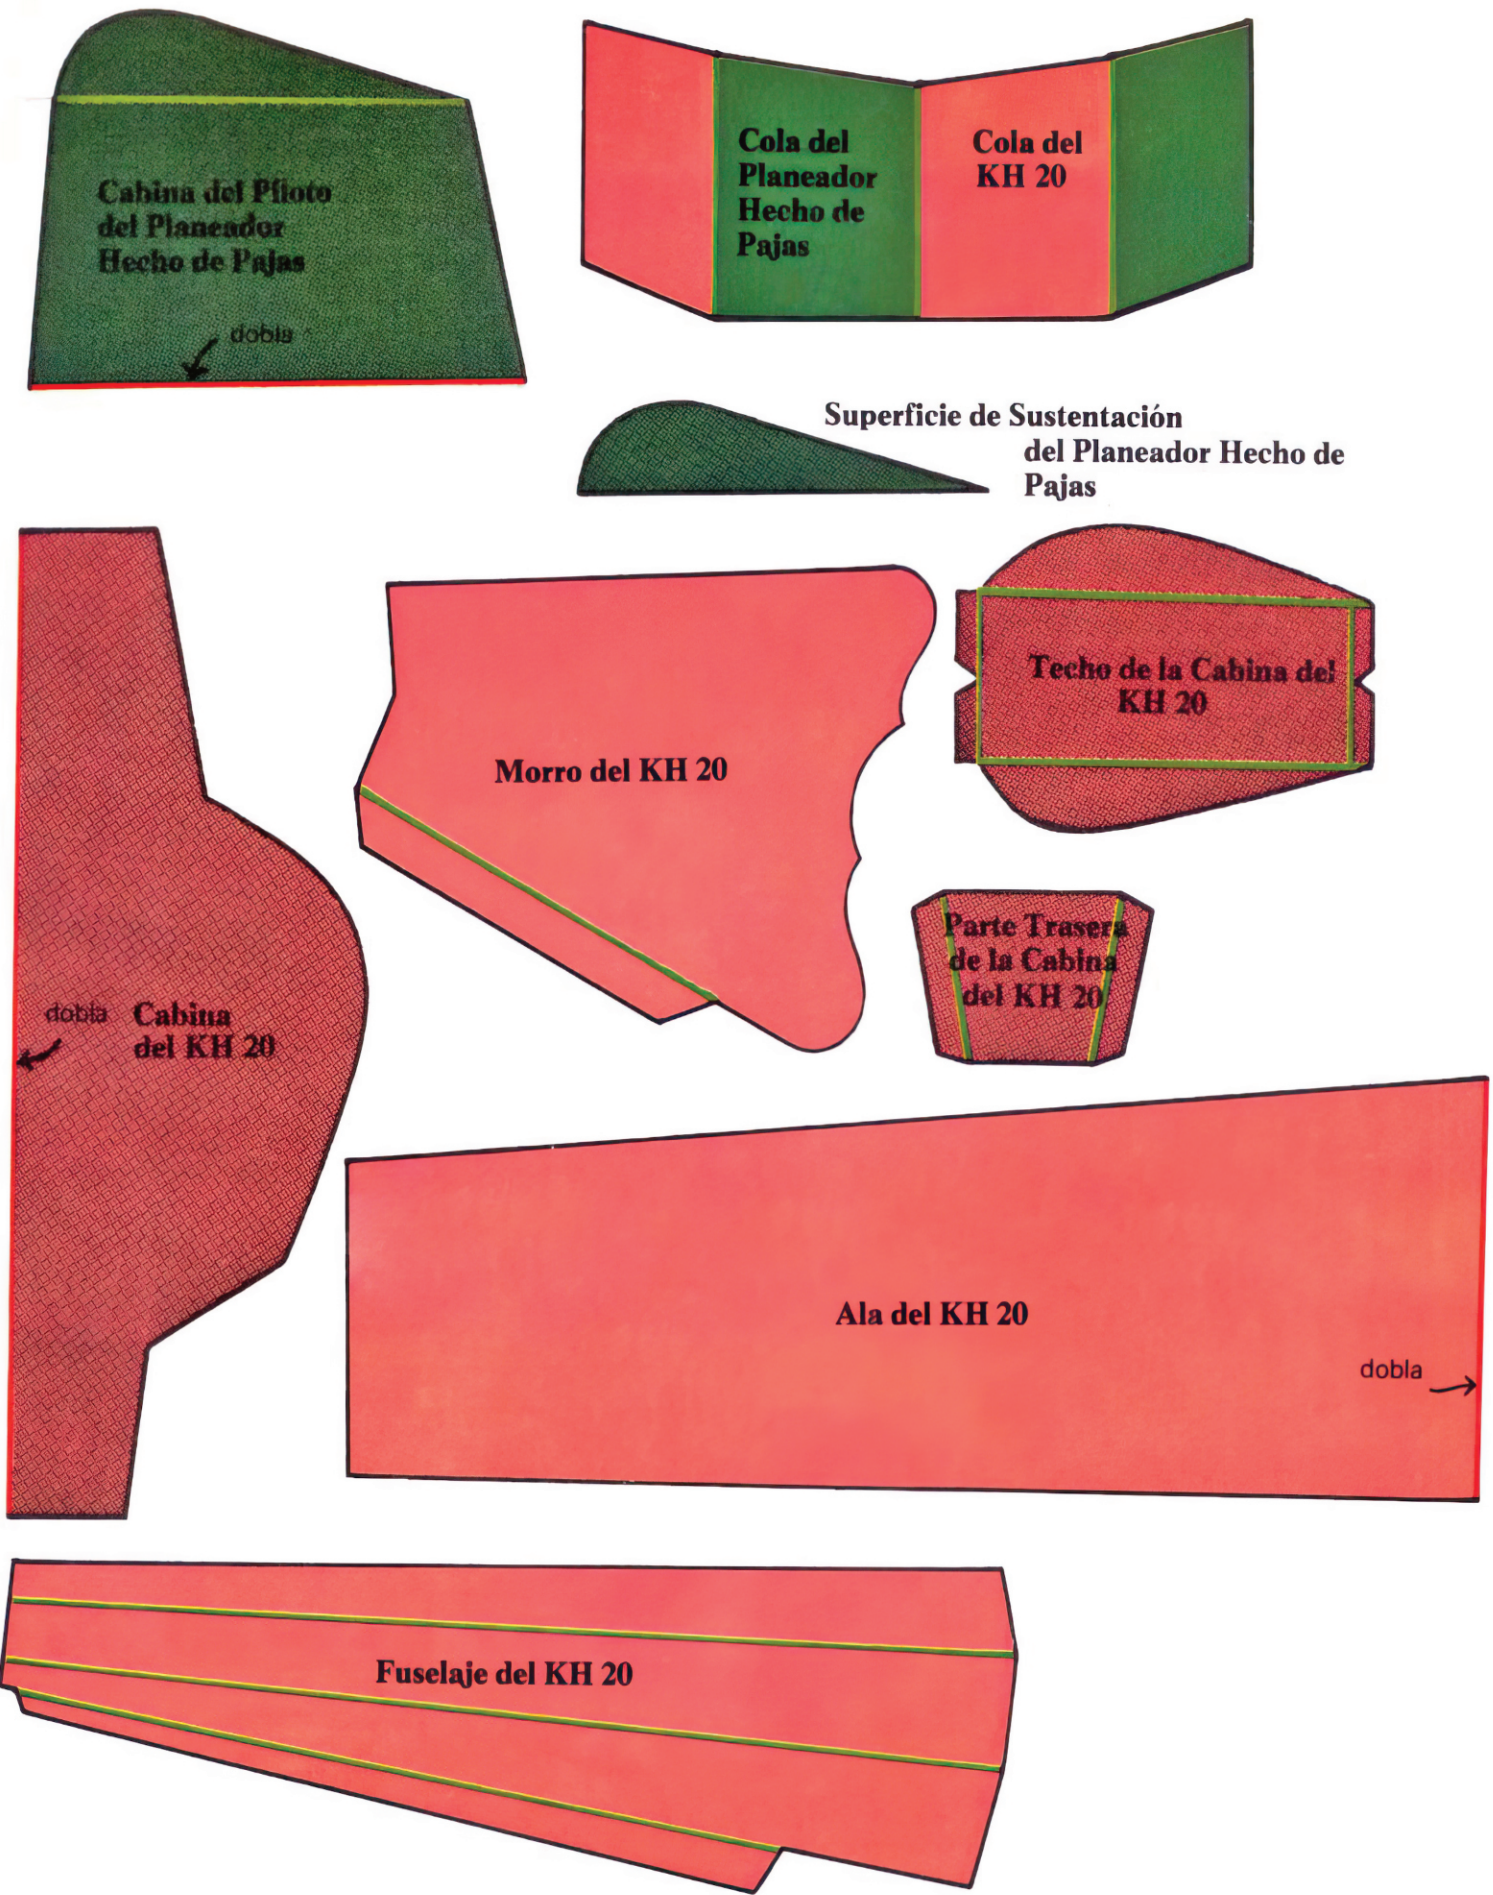 Cabina del Piloto
del Planeador
Hecho de Pajas
dobla
Cola del
Planeador
Hecho de
Pajas
Cola del
KH 20
Superficie de Sustentación
del Planeador Hecho de
Pajas
Techo de la Cabina del
KH 20
Morro del KH 20
Parte Trasera
de la Cabina
del KH 20
dobla
Cabina
del KH 20
Ala del KH 20
dobla
Fuselaje del KH 20